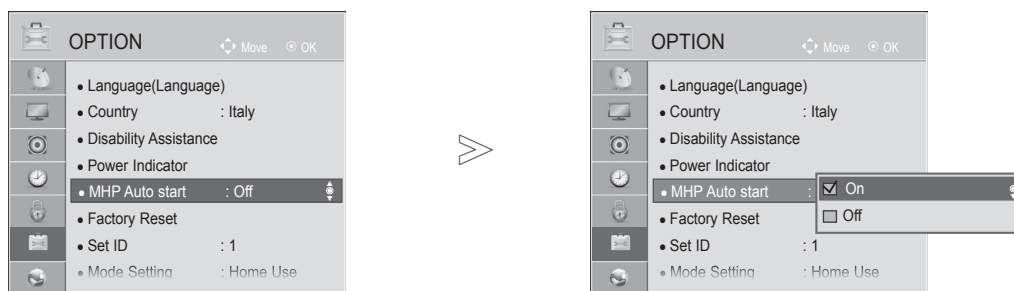 OPTION
Move OK
• Language(Language)
• Country : Italy
• Disability Assistance
• Power Indicator
• MHP Auto start : Off
• Factory Reset
• Set ID : 1
• Mode Setting : Home Use
OPTION
Move OK
• Language(Language)
• Country : Italy
• Disability Assistance
• Power Indicator
• MHP Auto start :
On
Off
• Factory Reset
• Set ID : 1
• Mode Setting : Home Use